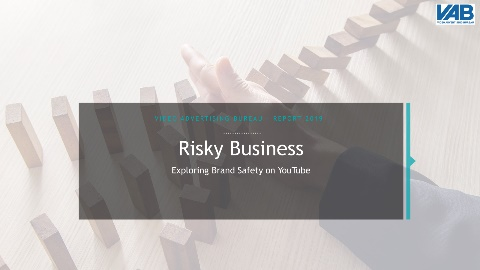 VAB
VIDEO ADVERTISING BUREAU | REPORT 2019
Risky Business
Exploring Brand Safety on YouTube